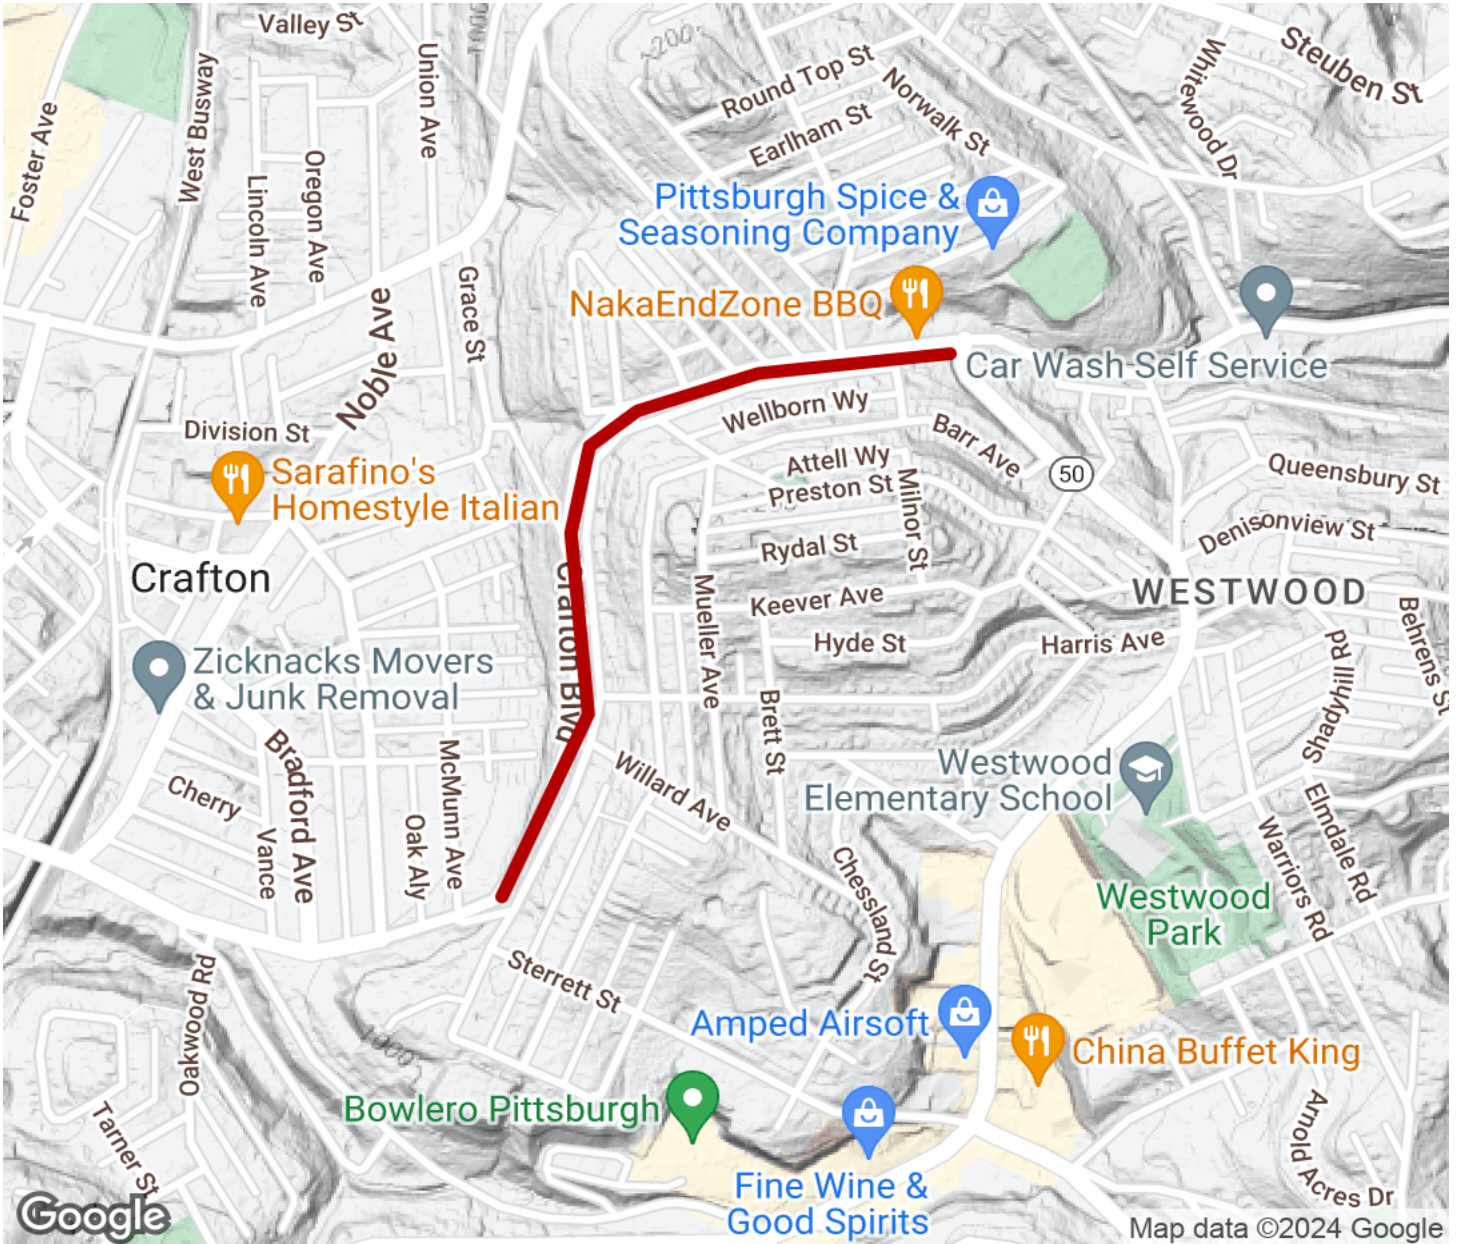 Valley St
Steuben St
Union Ave
Round Top St
Whitewood Dr
West Busway
Foster Ave
Norwalk St
Earlham St
~200~
1000
Oregon Ave
Lincoln Ave
Pittsburgh Spice &
Seasoning Company
Grace St
Noble Ave
NakaEndZone BBQ
Car Wash Self Service
Division St
Wellborn Wy
Barr Ave
Sarafino's
Homestyle Italian
Attell Wy
Preston St
Milnor St
50
Queensbury St
Denisonview St
Rydal St
Crafton
Crafton Blvd
Mueller Ave
Keever Ave
WESTWOOD
Behrens St
Hyde St
Harris Ave
Shadyhill Rd
Zicknacks Movers
& Junk Removal
Brett St
Bradford Ave
McMunn Ave
Willard Ave
Westwood
Elementary School
Cherry
Vance
Oak Aly
Chessland St
Elmdale Rd
Warriors Rd
Westwood
Park
Sterrett St
Oakwood Rd
1000
Amped Airsoft
China Buffet King
Bowlero Pittsburgh
Tarner St
Arnold Acres Dr
Fine Wine &
Good Spirits
Google
Map data ©2024 Google